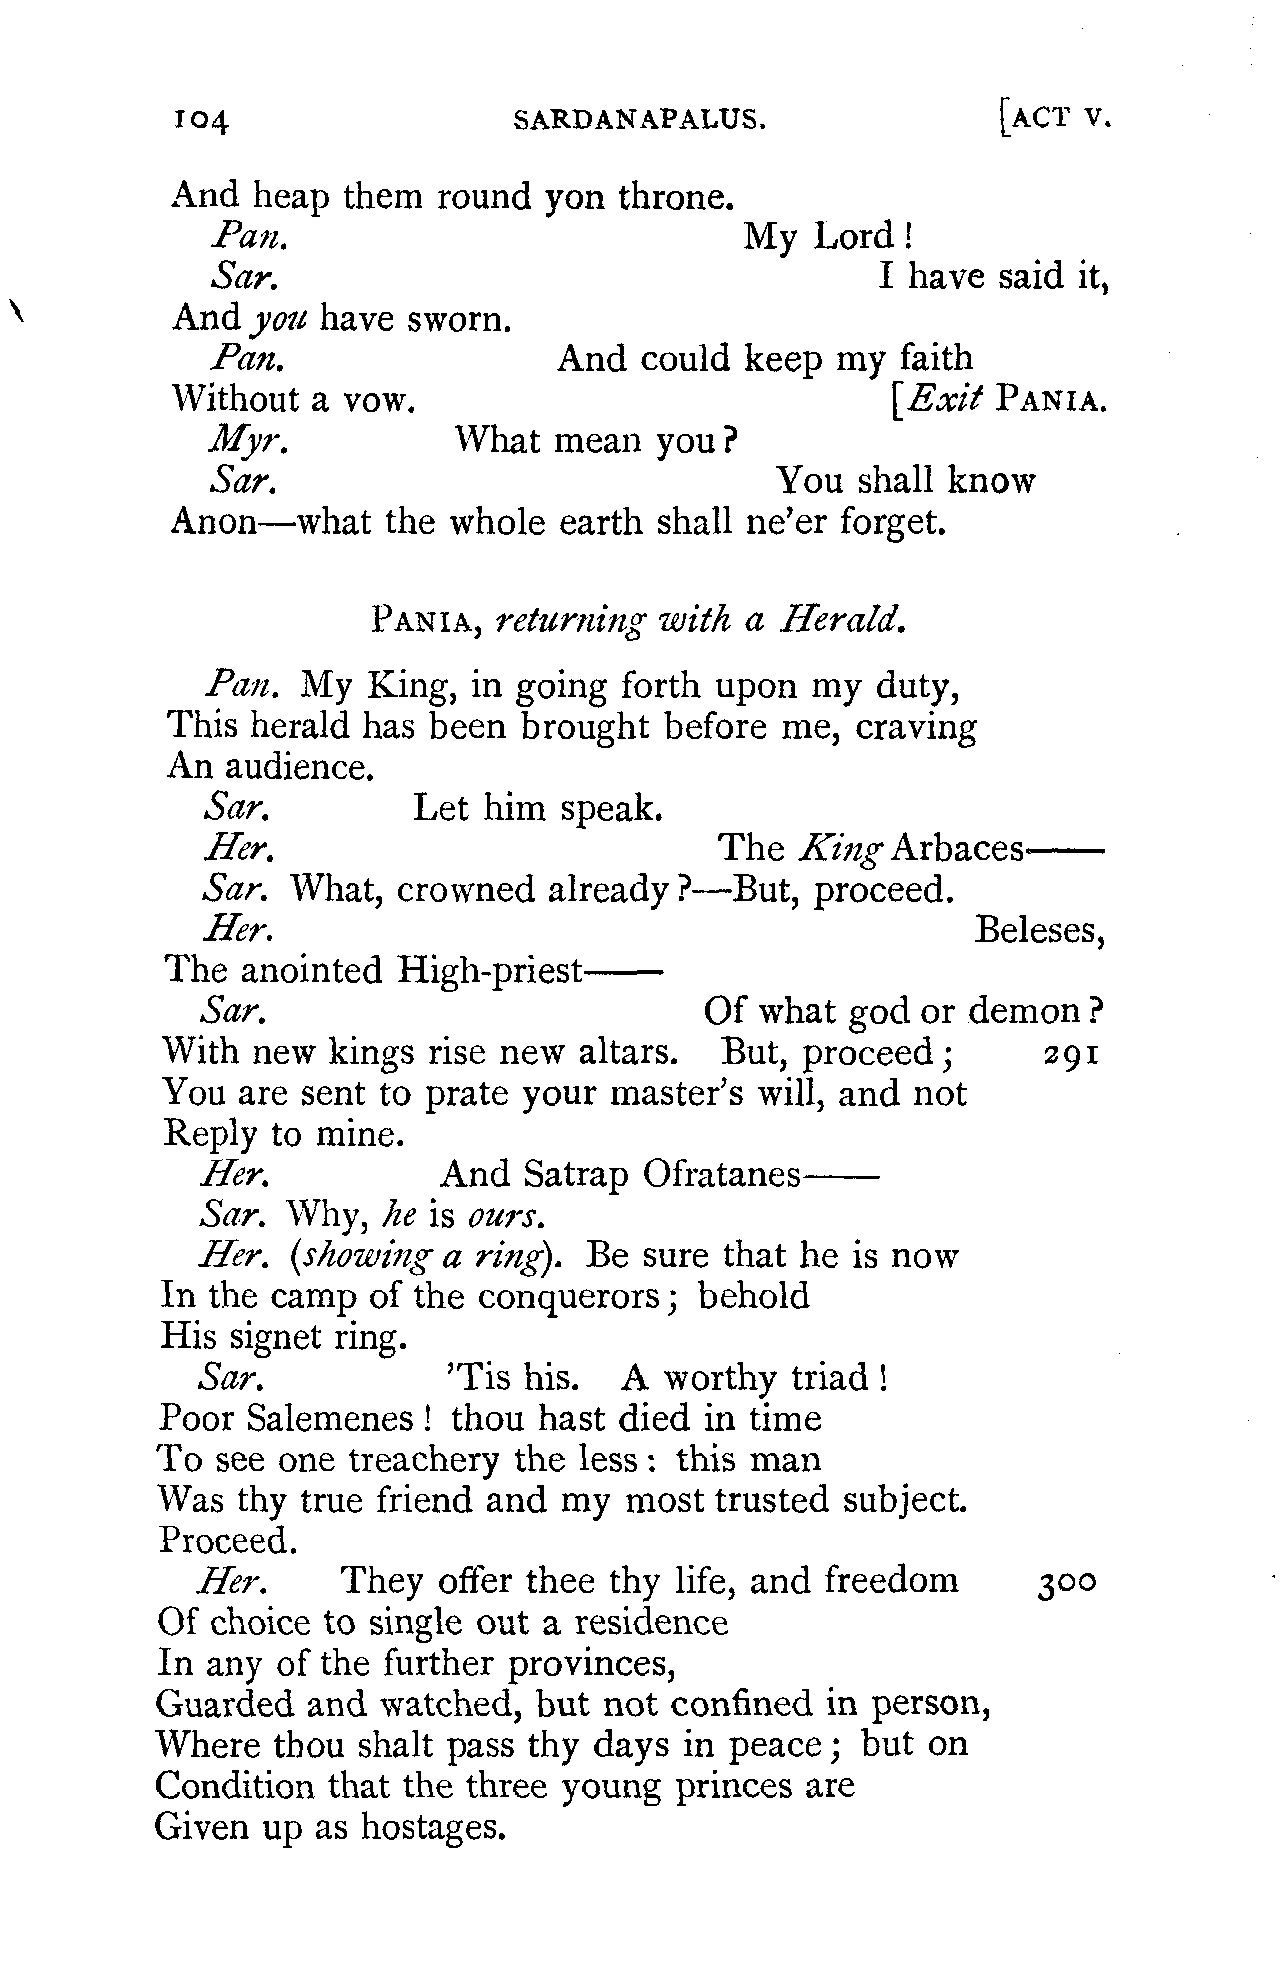 104 SARDANAPALUS. [ACT V.
And heap them round yon throne.
Pan. My Lord!
Sar. I have said it,
And you have sworn.
Pan. And could keep my faith
Without a vow. [Exit PANIA.
Myr. What mean you?
Sar. You shall know
Anon—what the whole earth shall ne'er forget.
PANIA, returning with a Herald.
Pan. My King, in going forth upon my duty,
This herald has been brought before me, craving
An audience.
Sar. Let him speak.
Her. The King Arbaces——
Sar. What, crowned already?—But, proceed.
Her. Beleses,
The anointed High-priest——
Sar. Of what god or demon?
With new kings rise new altars. But, proceed; 291
You are sent to prate your master's will, and not
Reply to mine.
Her. And Satrap Ofratanes——
Sar. Why, he is ours.
Her. (showing a ring). Be sure that he is now
In the camp of the conquerors; behold
His signet ring.
Sar. 'Tis his. A worthy triad!
Poor Salemenes! thou hast died in time
To see one treachery the less: this man
Was thy true friend and my most trusted subject.
Proceed.
Her. They offer thee thy life, and freedom 300
Of choice to single out a residence
In any of the further provinces,
Guarded and watched, but not confined in person,
Where thou shalt pass thy days in peace; but on
Condition that the three young princes are
Given up as hostages.